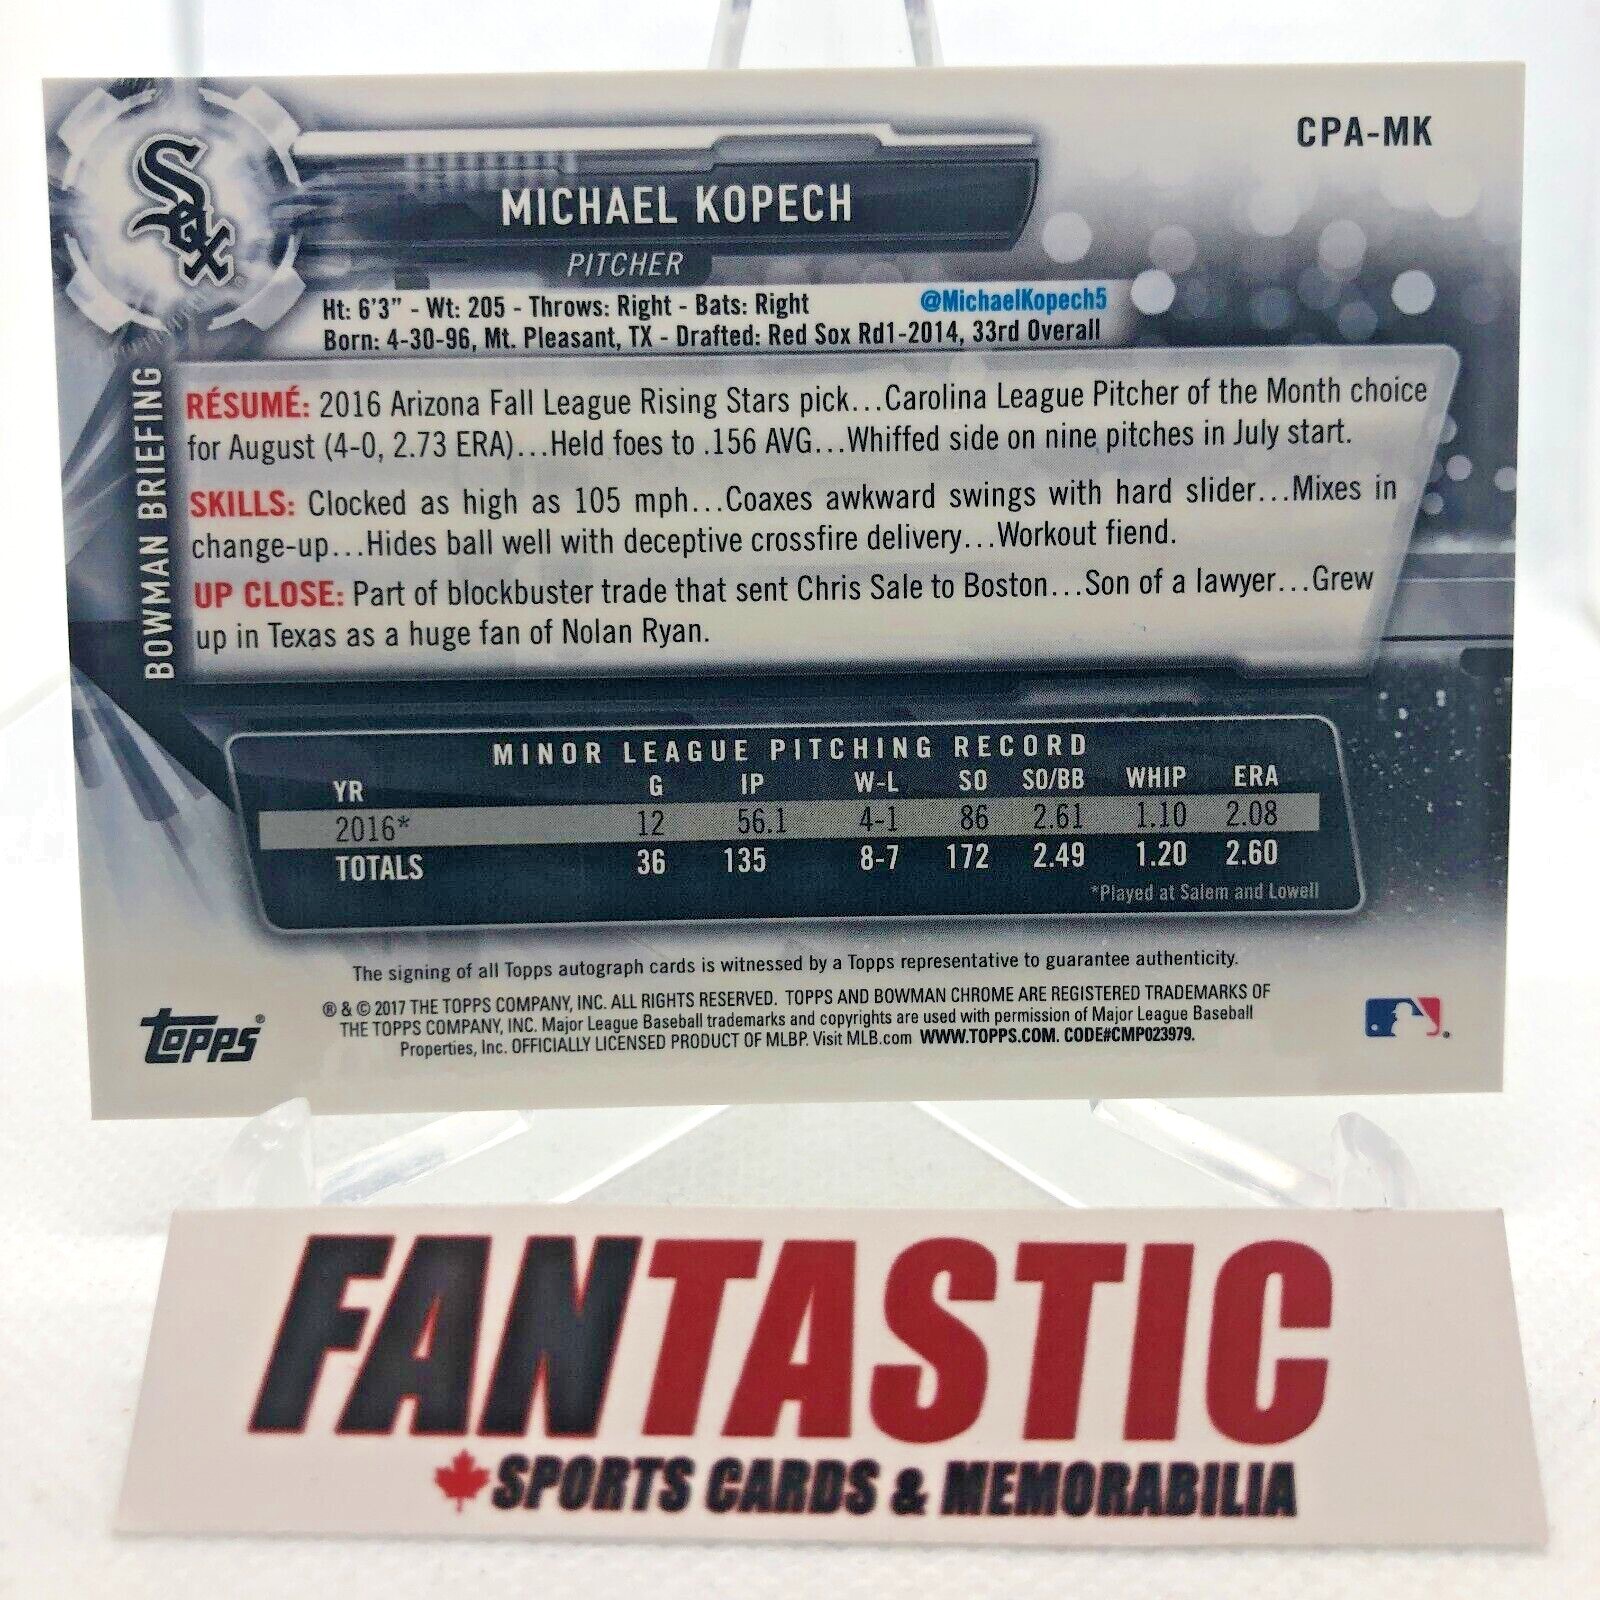 Sox
CPA-MK
MICHAEL KOPECH
PITCHER
Ht: 6'3" - Wt: 205 - Throws: Right - Bats: Right @MichaelKopech5
Born: 4-30-96, Mt. Pleasant, TX - Drafted: Red Sox Rd1-2014, 33rd Overall
BOWMAN BRIEFING
RÉSUMÉ: 2016 Arizona Fall League Rising Stars pick...Carolina League Pitcher of the Month choice
for August (4-0, 2.73 ERA)...Held foes to .156 AVG...Whiffed side on nine pitches in July start.
SKILLS: Clocked as high as 105 mph...Coaxes awkward swings with hard slider...Mixes in
change-up...Hides ball well with deceptive crossfire delivery...Workout fiend.
UP CLOSE: Part of blockbuster trade that sent Chris Sale to Boston...Son of a lawyer...Grew
up in Texas as a huge fan of Nolan Ryan.
MINOR LEAGUE PITCHING RECORD
YR G IP W-L SO SO/BB WHIP ERA
2016* 12 56.1 4-1 86 2.61 1.10 2.08
TOTALS 36 135 8-7 172 2.49 1.20 2.60
*Played at Salem and Lowell
The signing of all Topps autograph cards is witnessed by a Topps representative to guarantee authenticity.
® & © 2017 THE TOPPS COMPANY, INC. ALL RIGHTS RESERVED. TOPPS AND BOWMAN CHROME ARE REGISTERED TRADEMARKS OF
THE TOPPS COMPANY, INC. Major League Baseball trademarks and copyrights are used with permission of Major League Baseball
Properties, Inc. OFFICIALLY LICENSED PRODUCT OF MLBP. Visit MLB.com WWW.TOPPS.COM. CODE#CMP023979.
TOPPS®
FANTASTIC
SPORTS CARDS & MEMORABILIA